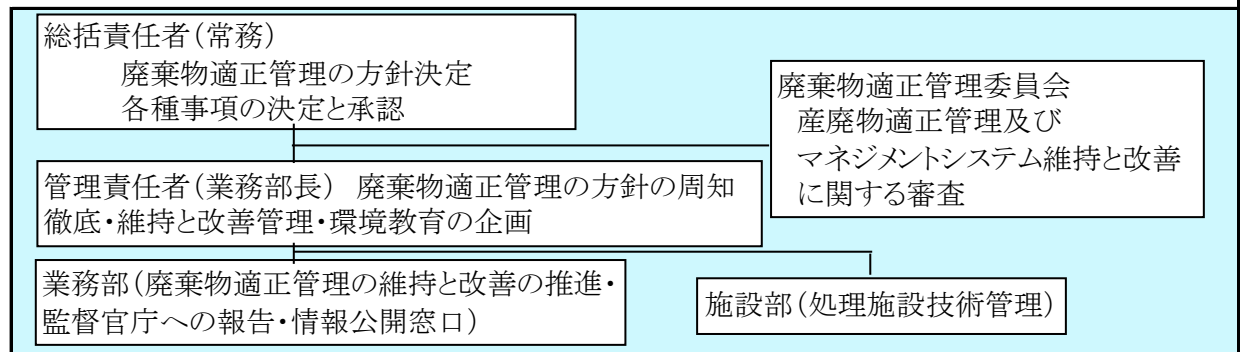 総括責任者(常務)
廃棄物適正管理の方針決定
各種事項の決定と承認
廃棄物適正管理委員会
産廃物適正管理及び
マネジメントシステム維持と改善
に関する審査
管理責任者(業務部長) 廃棄物適正管理の方針の周知
徹底・維持と改善管理・環境教育の企画
業務部(廃棄物適正管理の維持と改善の推進・
監督官庁への報告・情報公開窓口)
施設部(処理施設技術管理)